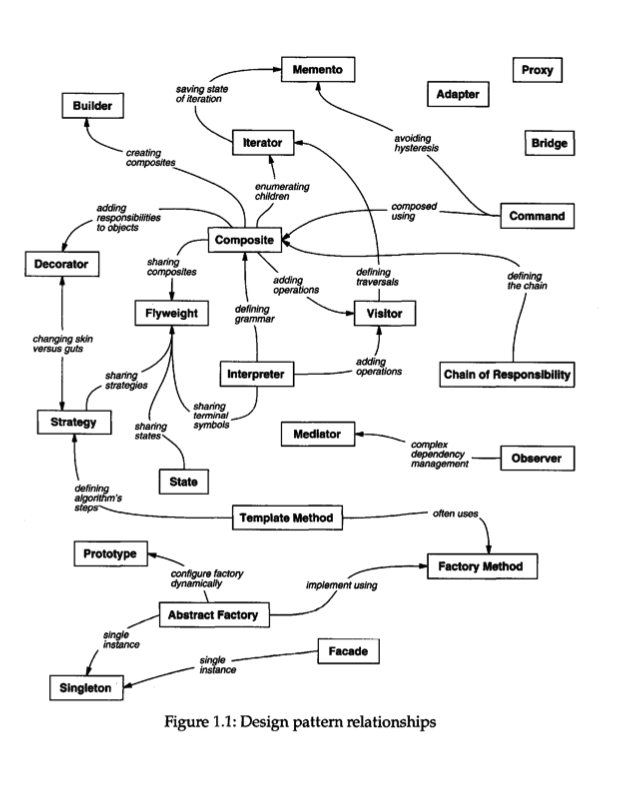 Memento
Proxy
saving state
of iteration
Adapter
Builder
Iterator
avoiding
hysteresis
Bridge
creating
composites
enumerating
children
adding
responsibilities
to objects
composed
using
Command
Composite
Decorator
sharing
composites
adding
operations
defining
traversals
defining
the chain
Flyweight
defining
grammar
Visitor
changing skin
versus guts
sharing
strategies
Interpreter
adding
operations
Chain of Responsibility
Strategy
sharing
states
sharing
terminal
symbols
Mediator
complex
dependency
management
Observer
State
defining
algorithm's
steps
Template Method
often uses
Prototype
configure factory
dynamically
implement using
Factory Method
Abstract Factory
single
instance
Facade
single
instance
Singleton
Figure 1.1: Design pattern relationships